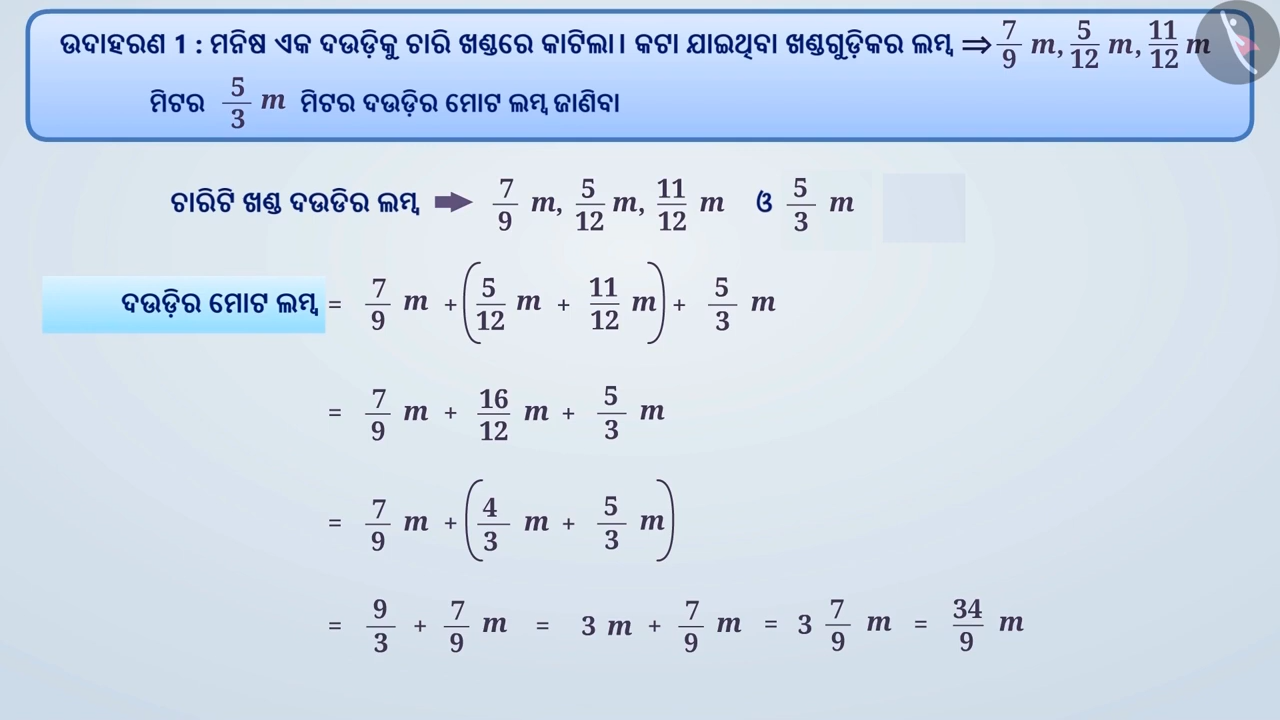 ଉଦାହରଣ 1 : ମନିଷ ଏକ ଦଉଡ଼ିକୁ ଚାରି ଖଣ୍ଡରେ କାଟିଲା। କଟା ଯାଇଥିବା ଖଣ୍ଡଗୁଡ଼ିକର ଲମ୍ବ ⇒ 7/9 m, 5/12 m, 11/12 m
ମିଟର 5/3 m ମିଟର ଦଉଡ଼ିର ମୋଟ ଲମ୍ବ ଜାଣିବା
ଚାରିଟି ଖଣ୍ଡ ଦଉଡିର ଲମ୍ବ ➡ 7/9 m, 5/12 m, 11/12 m ଓ 5/3 m
ଦଉଡ଼ିର ମୋଟ ଲମ୍ବ = 7/9 m + (5/12 m + 11/12 m) + 5/3 m
= 7/9 m + 16/12 m + 5/3 m
= 7/9 m + (4/3 m + 5/3 m)
= 9/3 + 7/9 m = 3 m + 7/9 m = 3 7/9 m = 34/9 m